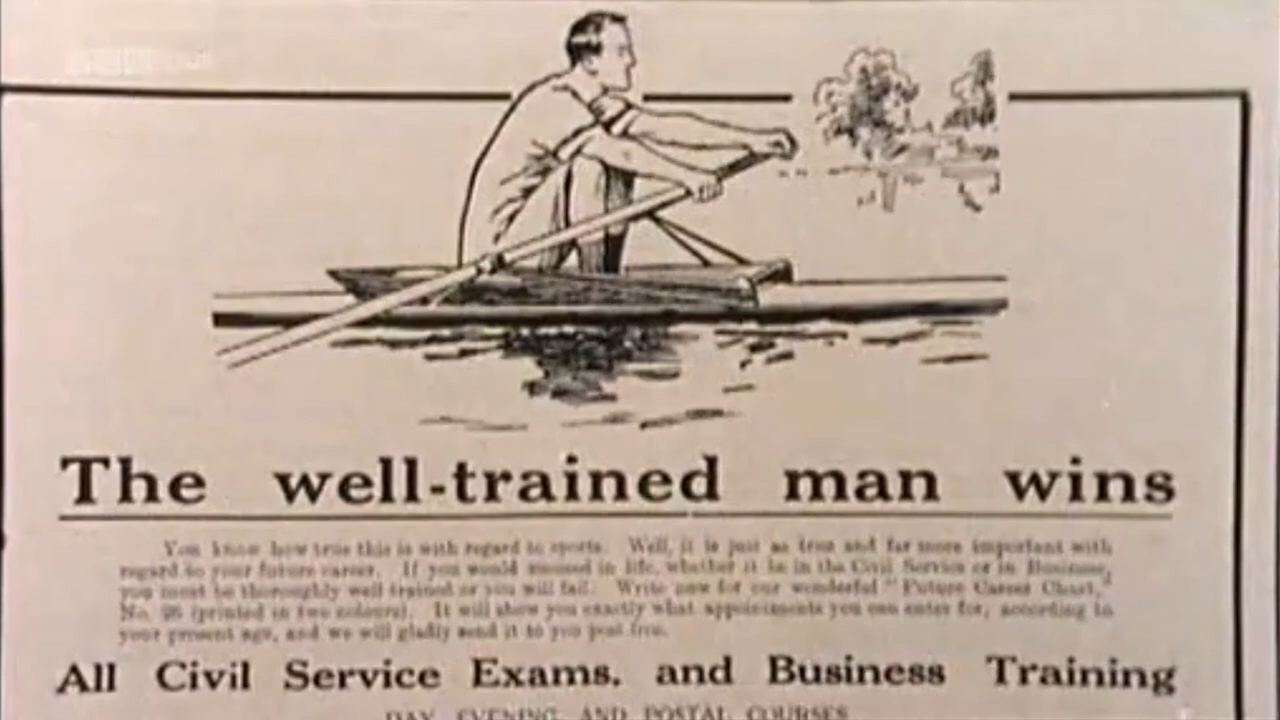 The well-trained man wins
You know how true this is with regard to sports. Well, it is just as true and far more important with
regard to your future career. If you would succeed in life, whether it be in the Civil Service or in Business,
you must be thoroughly well trained or you will fail. Write now for our wonderful "Future Career Chart,"
No. 26 (printed in two colours). It will show you exactly what appointments you can enter for, according to
your present age, and we will gladly send it to you post free.
All Civil Service Exams. and Business Training
DAY, EVENING AND POSTAL COURSES